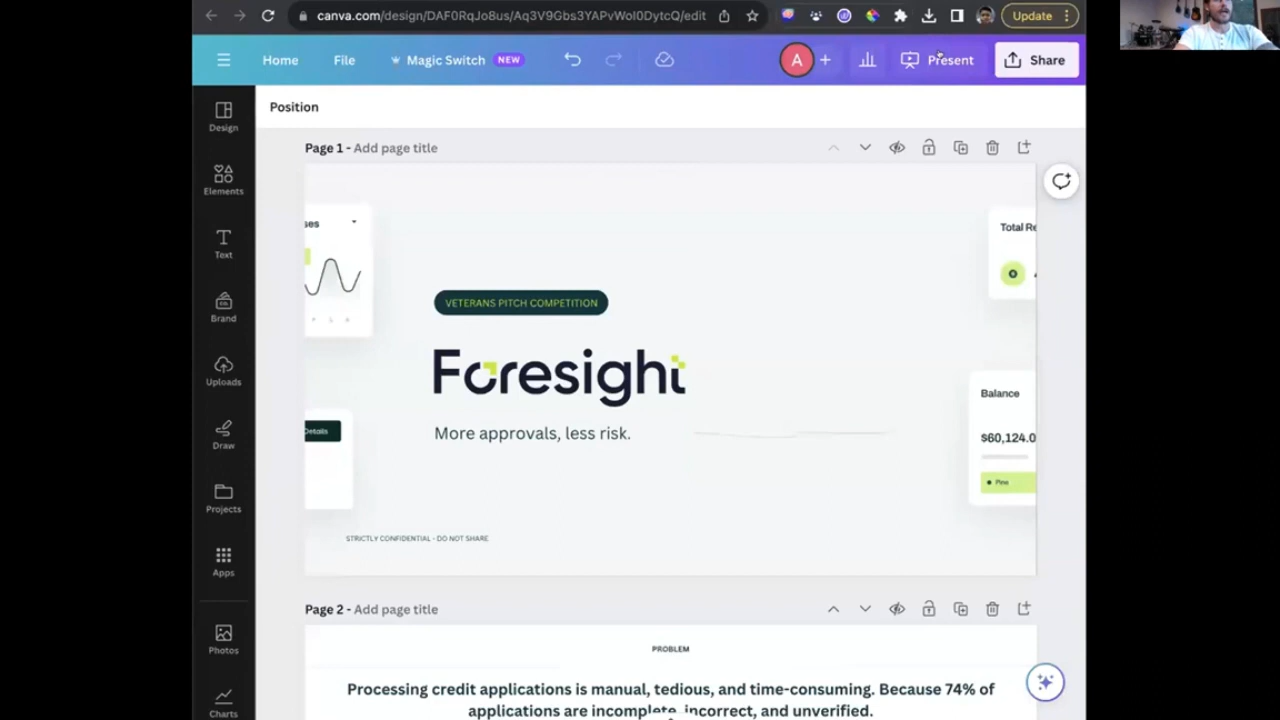 canva.com/design/DAF0RqJo8us/Aq3V9Gbs3YAPvWoI0DytcQ/edit
Update
Home
File
Magic Switch NEW
A
+
Present
Share
Position
Design
Elements
Text
Brand
Uploads
Draw
Projects
Apps
Photos
Charts
Page 1 - Add page title
ses
Total Re
VETERANS PITCH COMPETITION
Foresight
More approvals, less risk.
Balance
$60,124.0
Details
STRICTLY CONFIDENTIAL - DO NOT SHARE
Page 2 - Add page title
PROBLEM
Processing credit applications is manual, tedious, and time-consuming. Because 74% of
applications are incomplete, incorrect, and unverified.